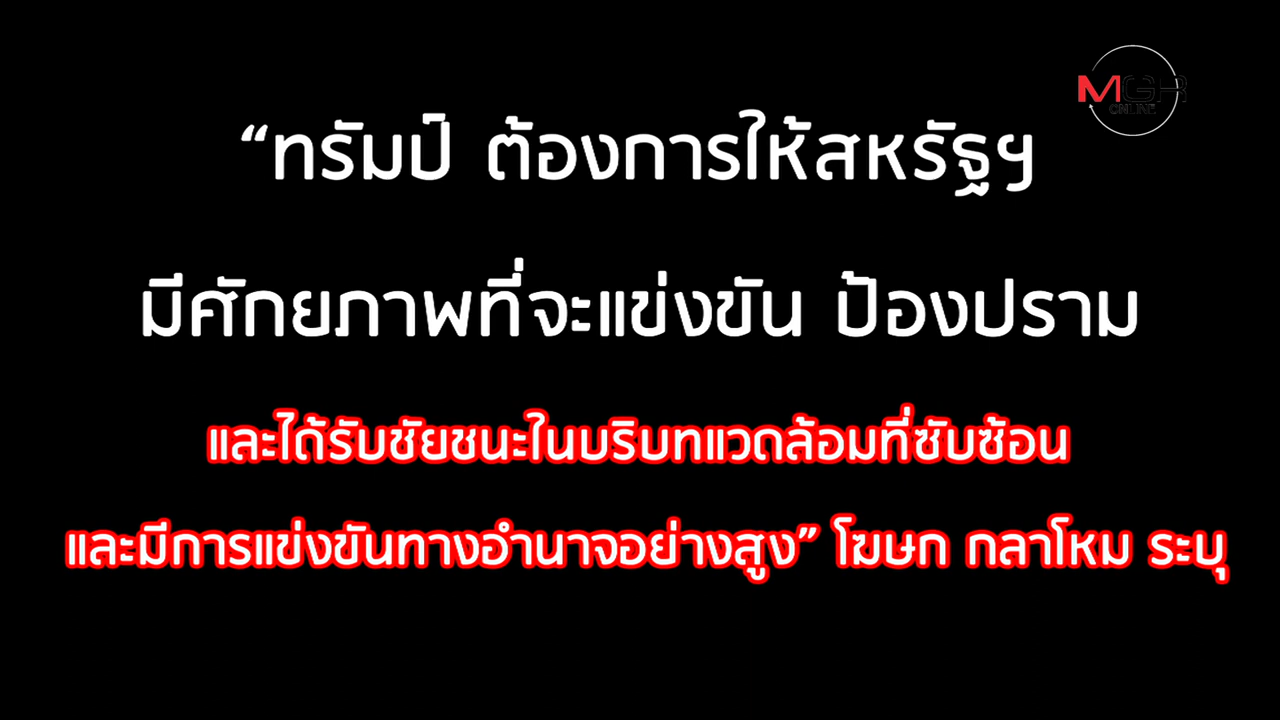 MGR
ONLINE
“ทรัมป์ ต้องการให้สหรัฐฯ
มีศักยภาพที่จะแข่งขัน ป้องปราม
และได้รับชัยชนะในบริบทแวดล้อมที่ซับซ้อน
และมีการแข่งขันทางอำนาจอย่างสูง” โฆษก กลาโหม ระบุ